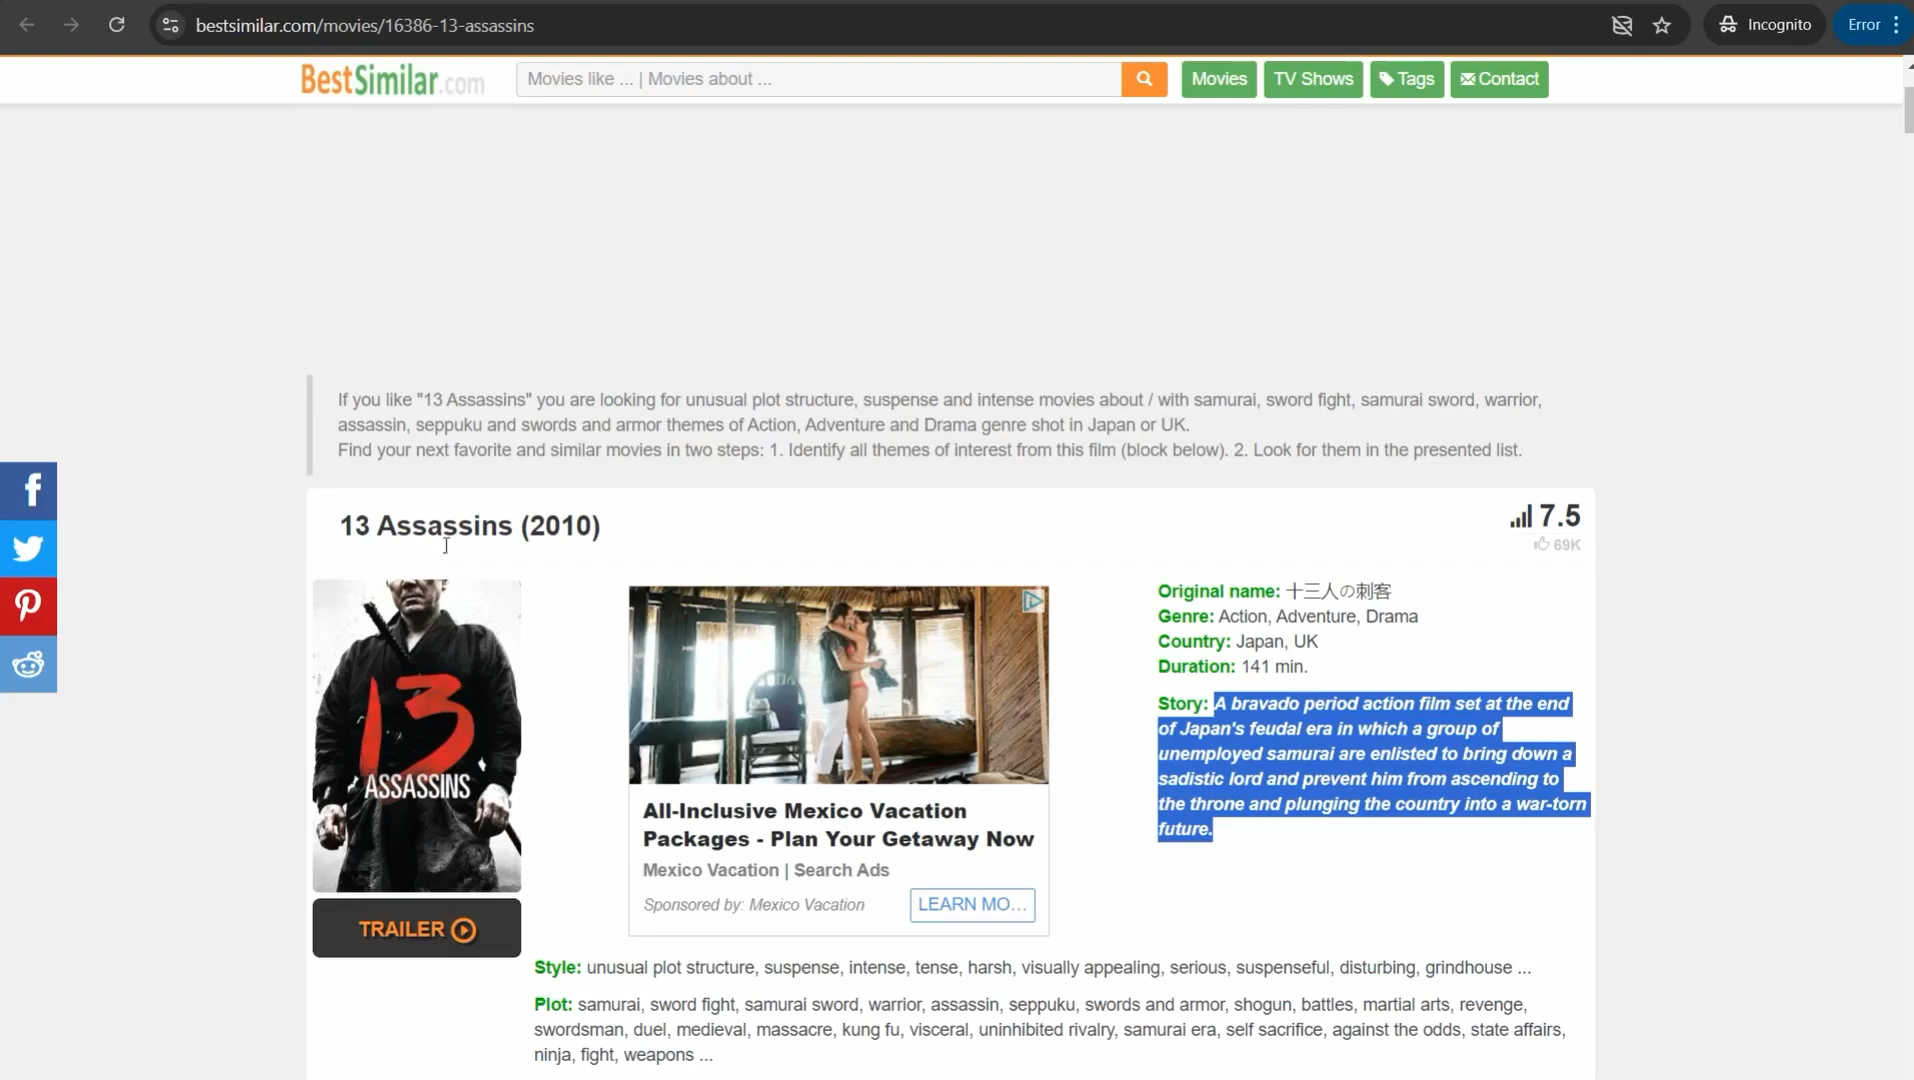 bestsimilar.com/movies/16386-13-assassins
Incognito
Error
BestSimilar.com
Movies like ... | Movies about ...
Movies
TV Shows
Tags
Contact
If you like "13 Assassins" you are looking for unusual plot structure, suspense and intense movies about / with samurai, sword fight, samurai sword, warrior,
assassin, seppuku and swords and armor themes of Action, Adventure and Drama genre shot in Japan or UK.
Find your next favorite and similar movies in two steps: 1. Identify all themes of interest from this film (block below). 2. Look for them in the presented list.
13 Assassins (2010)
7.5
69K
13
ASSASSINS
TRAILER
All-Inclusive Mexico Vacation
Packages - Plan Your Getaway Now
Mexico Vacation | Search Ads
Sponsored by: Mexico Vacation
LEARN MO...
Original name: 十三人の刺客
Genre: Action, Adventure, Drama
Country: Japan, UK
Duration: 141 min.
Story: A bravado period action film set at the end
of Japan's feudal era in which a group of
unemployed samurai are enlisted to bring down a
sadistic lord and prevent him from ascending to
the throne and plunging the country into a war-torn
future.
Style: unusual plot structure, suspense, intense, tense, harsh, visually appealing, serious, suspenseful, disturbing, grindhouse ...
Plot: samurai, sword fight, samurai sword, warrior, assassin, seppuku, swords and armor, shogun, battles, martial arts, revenge,
swordsman, duel, medieval, massacre, kung fu, visceral, uninhibited rivalry, samurai era, self sacrifice, against the odds, state affairs,
ninja, fight, weapons ...